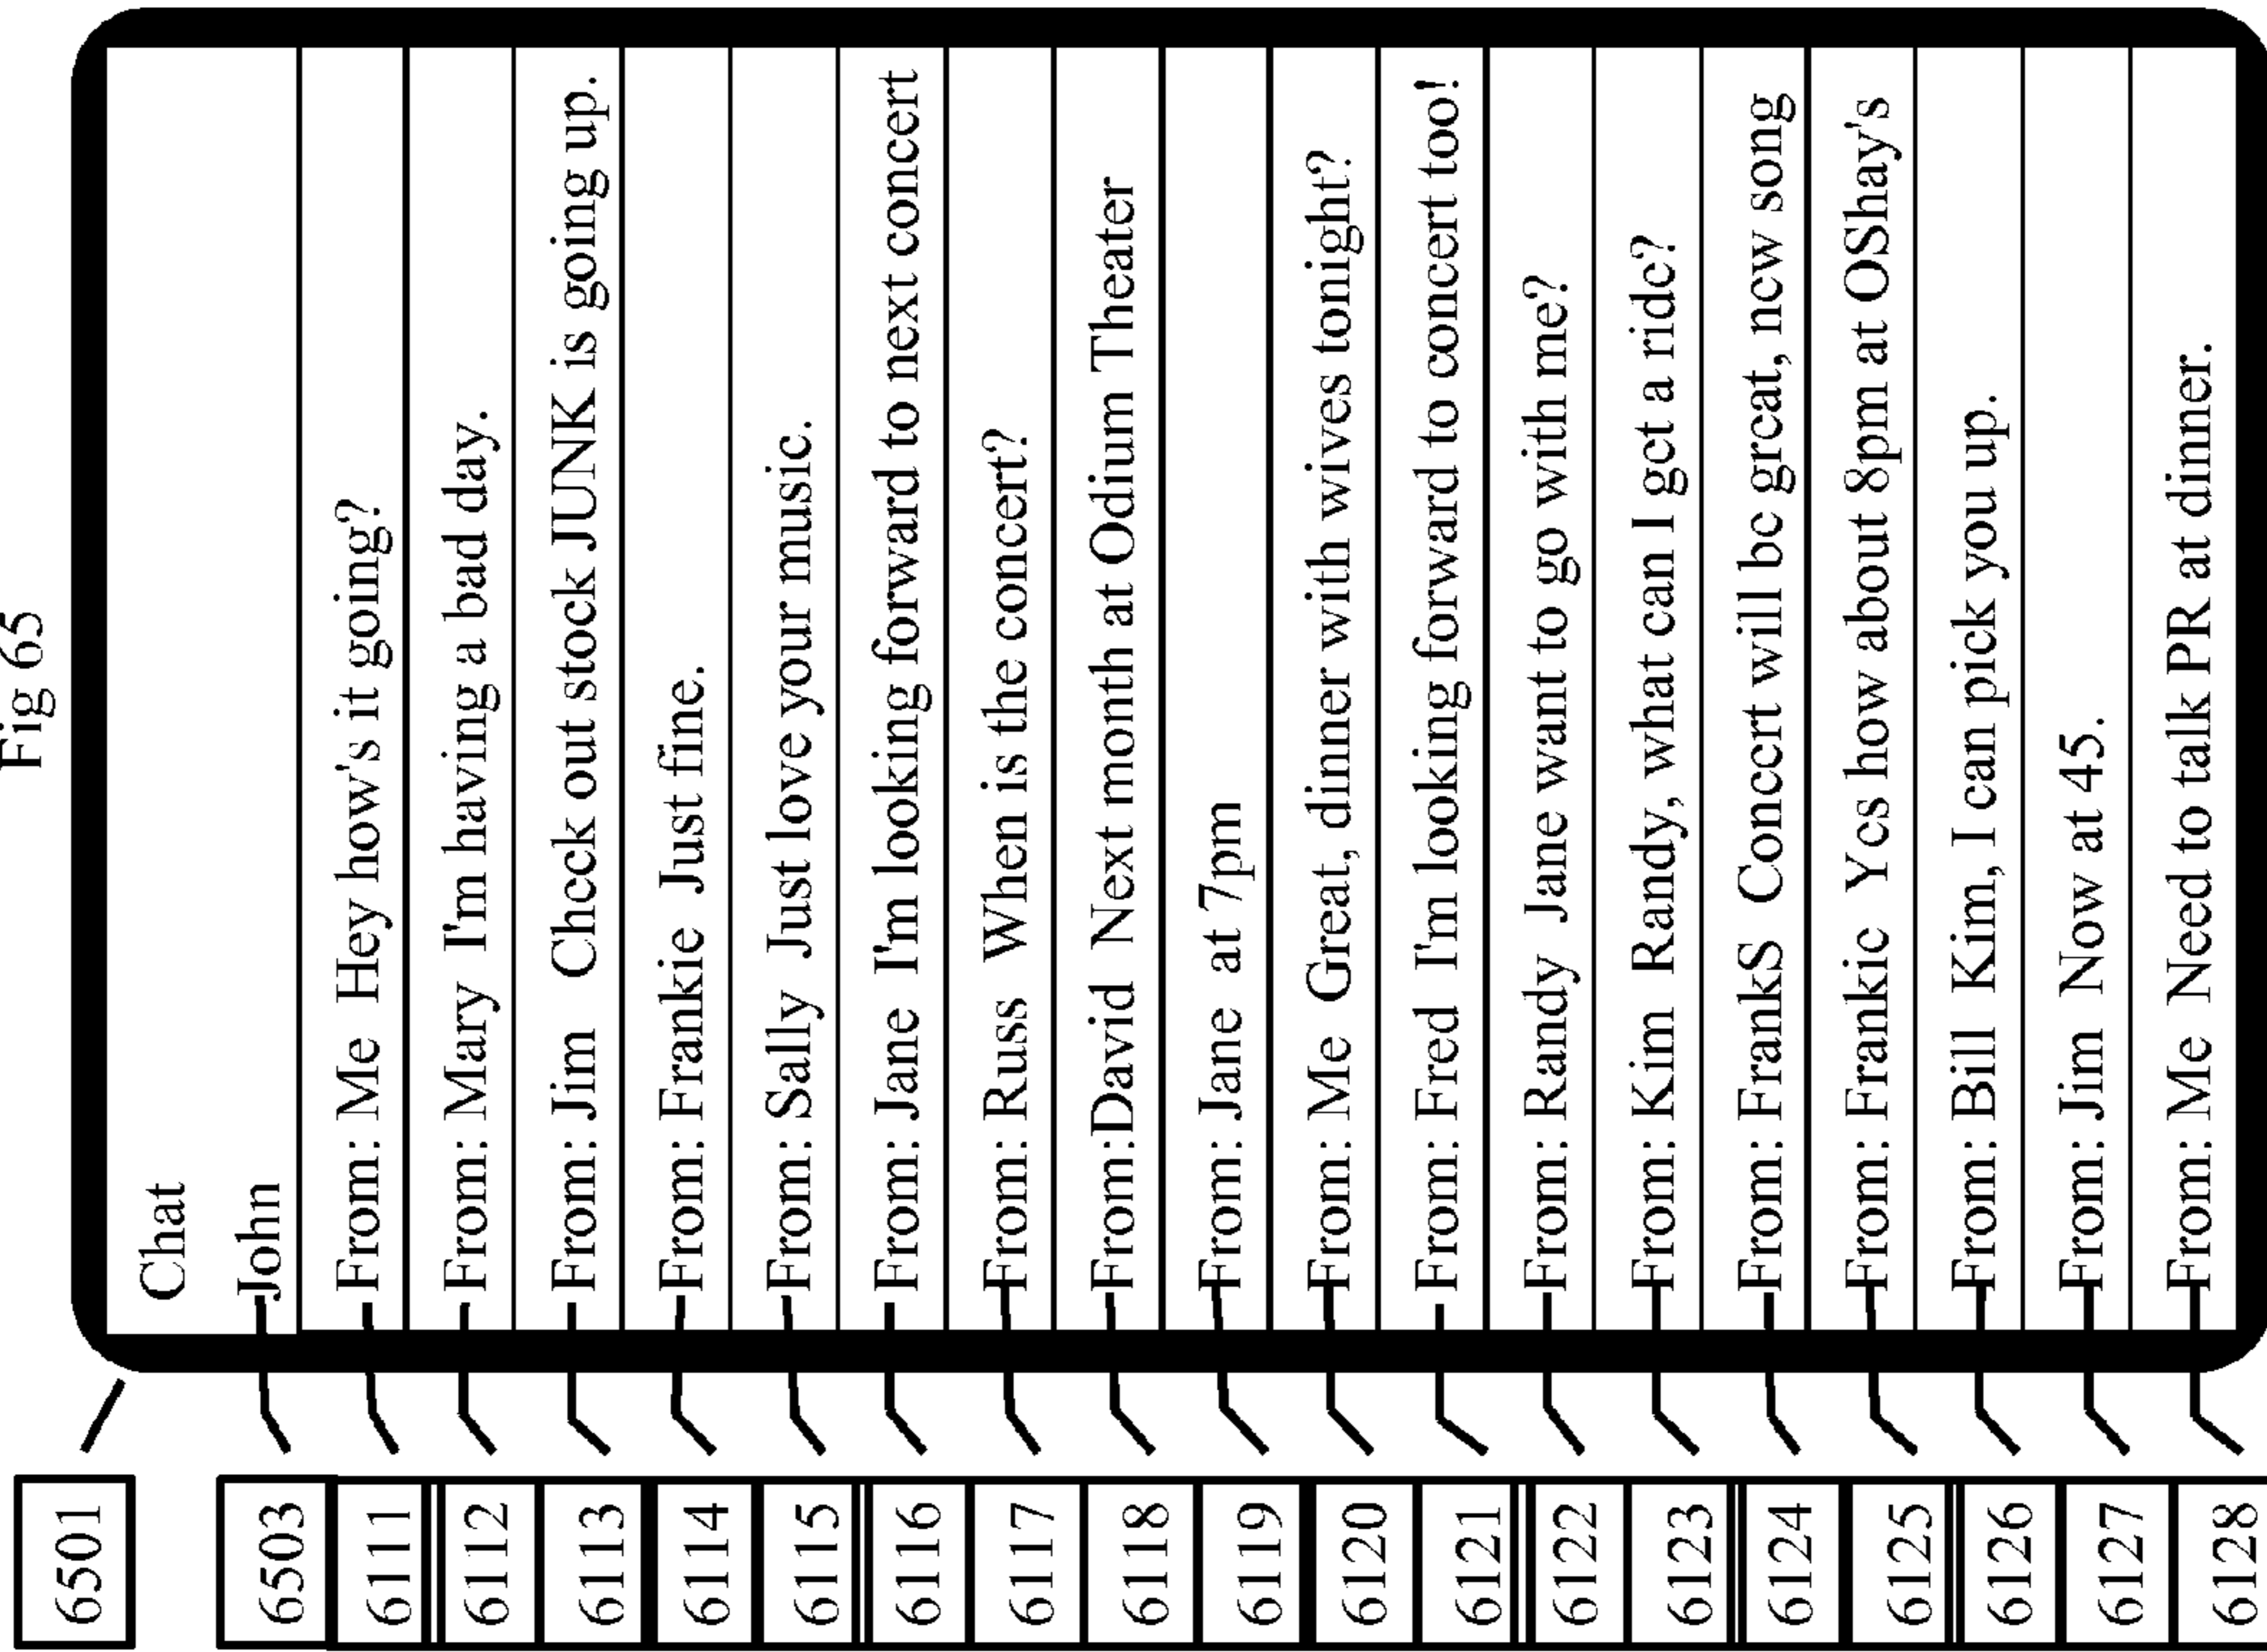 Fig 65
6501
Chat
6503 John
6111 From: Me Hey how's it going?
6112 From: Mary I'm having a bad day.
6113 From: Jim Check out stock JUNK is going up.
6114 From: Frankie Just fine.
6115 From: Sally Just love your music.
6116 From: Jane I'm looking forward to next concert
6117 From: Russ When is the concert?
6118 From:David Next month at Odium Theater
6119 From: Jane at 7pm
6120 From: Me Great, dinner with wives tonight?
6121 From: Fred I'm looking forward to concert too!
6122 From: Randy Jane want to go with me?
6123 From: Kim Randy, what can I get a ride?
6124 From: FrankS Concert will be great, new song
6125 From: Frankie Yes how about 8pm at OShay's
6126 From: Bill Kim, I can pick you up.
6127 From: Jim Now at 45.
6128 From: Me Need to talk PR at dinner.